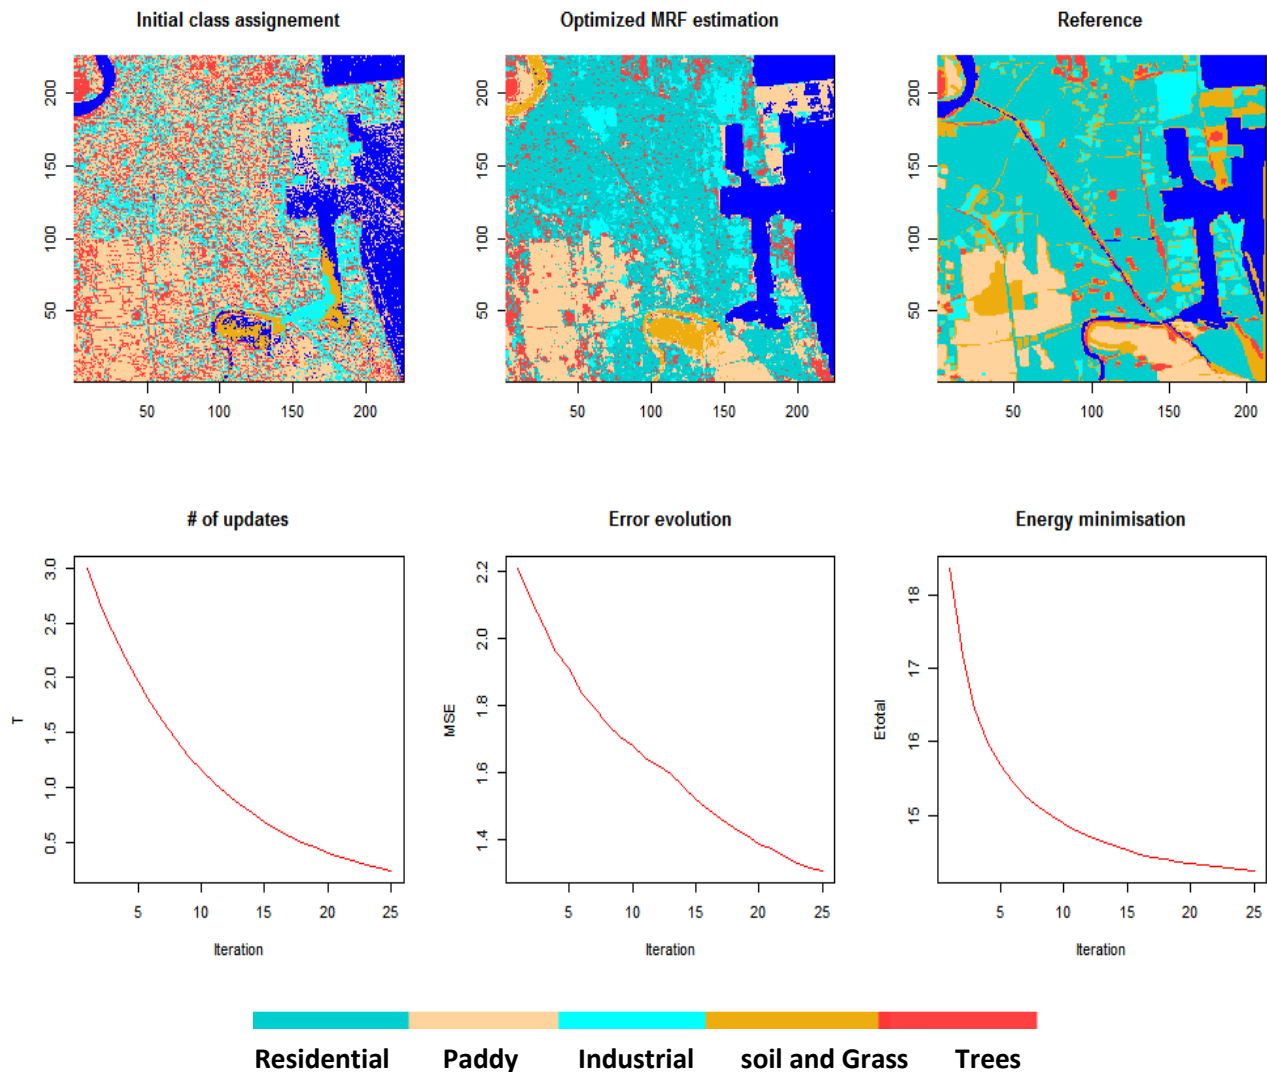 Initial class assignement Optimized MRF estimation Reference
200 200 200
150 150 150
100 100 100
50 50 50
50 100 150 200 50 100 150 200 50 100 150 200
# of updates Error evolution Energy minimisation
T
3.0
2.5
2.0
1.5
1.0
0.5
5 10 15 20 25
Iteration
MSE
2.2
2.0
1.8
1.6
1.4
5 10 15 20 25
Iteration
Etotal
18
17
16
15
5 10 15 20 25
Iteration
Residential Paddy Industrial soil and Grass Trees